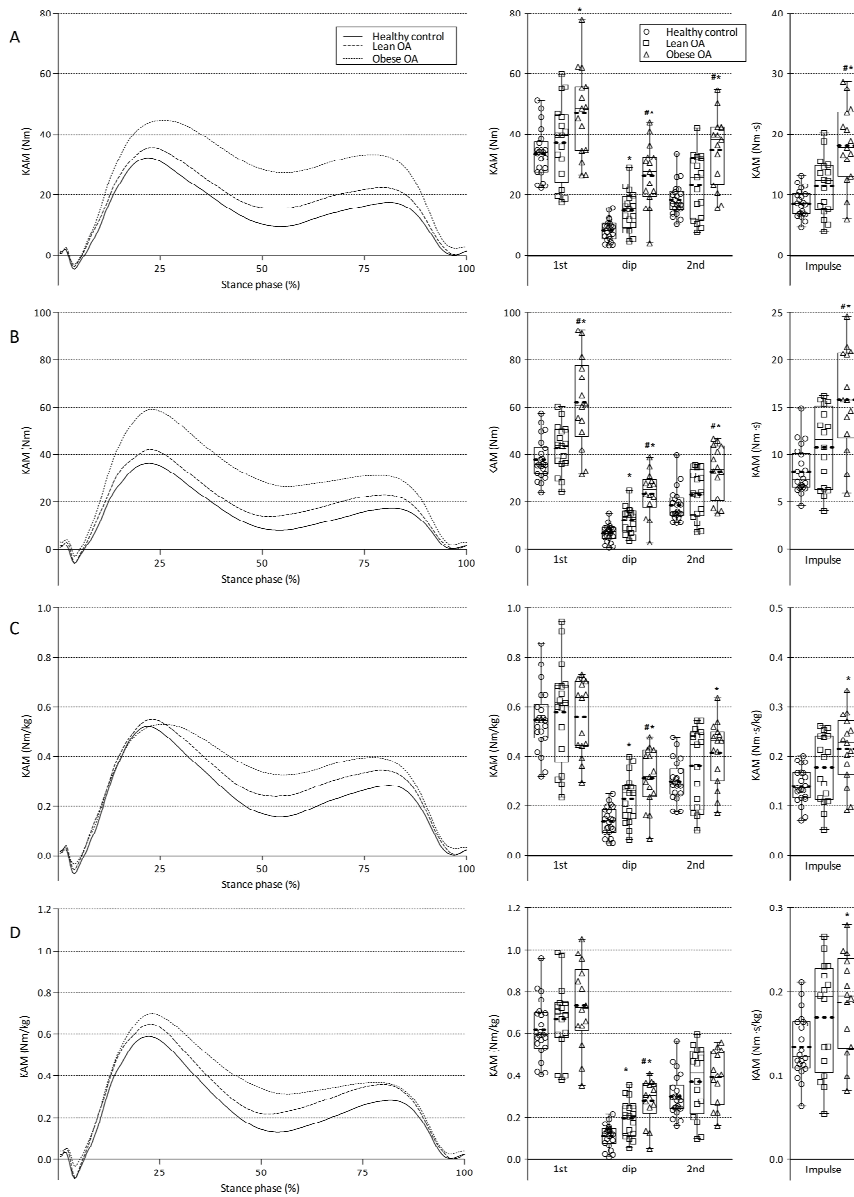 A
80
60
40
20
0
KAM (Nm)
25 50 75 100
Stance phase (%)
Healthy control
Lean OA
Obese OA
80
60
40
20
0
KAM (Nm)
*
*
#*
#*
1st dip 2nd
Healthy control
Lean OA
Obese OA
40
30
20
10
0
KAM (Nm·s)
#*
Impulse
B
100
80
60
40
20
0
KAM (Nm)
25 50 75 100
Stance phase (%)
100
80
60
40
20
0
KAM (Nm)
#*
*
#*
#*
1st dip 2nd
25
20
15
10
5
0
KAM (Nm·s)
#*
Impulse
C
1.0
0.8
0.6
0.4
0.2
0.0
KAM (Nm/kg)
25 50 75 100
Stance phase (%)
1.0
0.8
0.6
0.4
0.2
0.0
KAM (Nm/kg)
*
#*
*
1st dip 2nd
0.5
0.4
0.3
0.2
0.1
0.0
KAM (Nm·s/kg)
*
Impulse
D
1.2
1.0
0.8
0.6
0.4
0.2
0.0
KAM (Nm/kg)
25 50 75 100
Stance phase (%)
1.2
1.0
0.8
0.6
0.4
0.2
0.0
KAM (Nm/kg)
*
#*
1st dip 2nd
0.3
0.2
0.1
0.0
KAM (Nm·s/kg)
*
Impulse